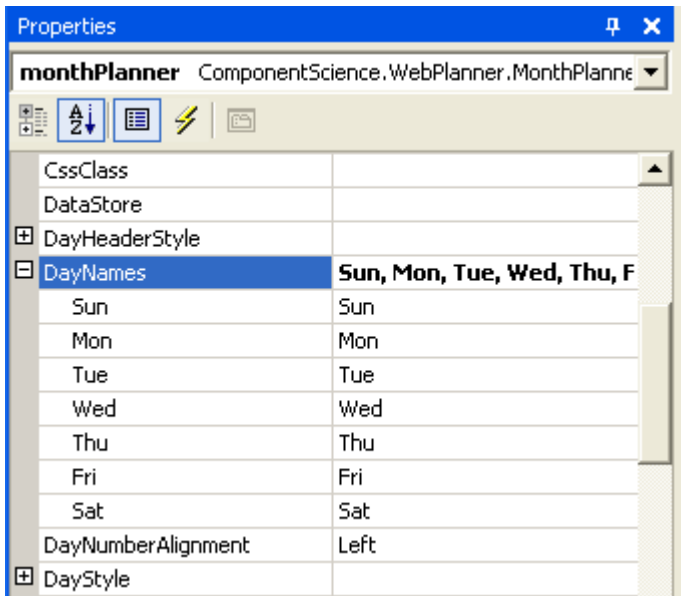 Properties
monthPlanner ComponentScience.WebPlanner.MonthPlanne
CssClass
DataStore
DayHeaderStyle
DayNames Sun, Mon, Tue, Wed, Thu, F
Sun Sun
Mon Mon
Tue Tue
Wed Wed
Thu Thu
Fri Fri
Sat Sat
DayNumberAlignment Left
DayStyle